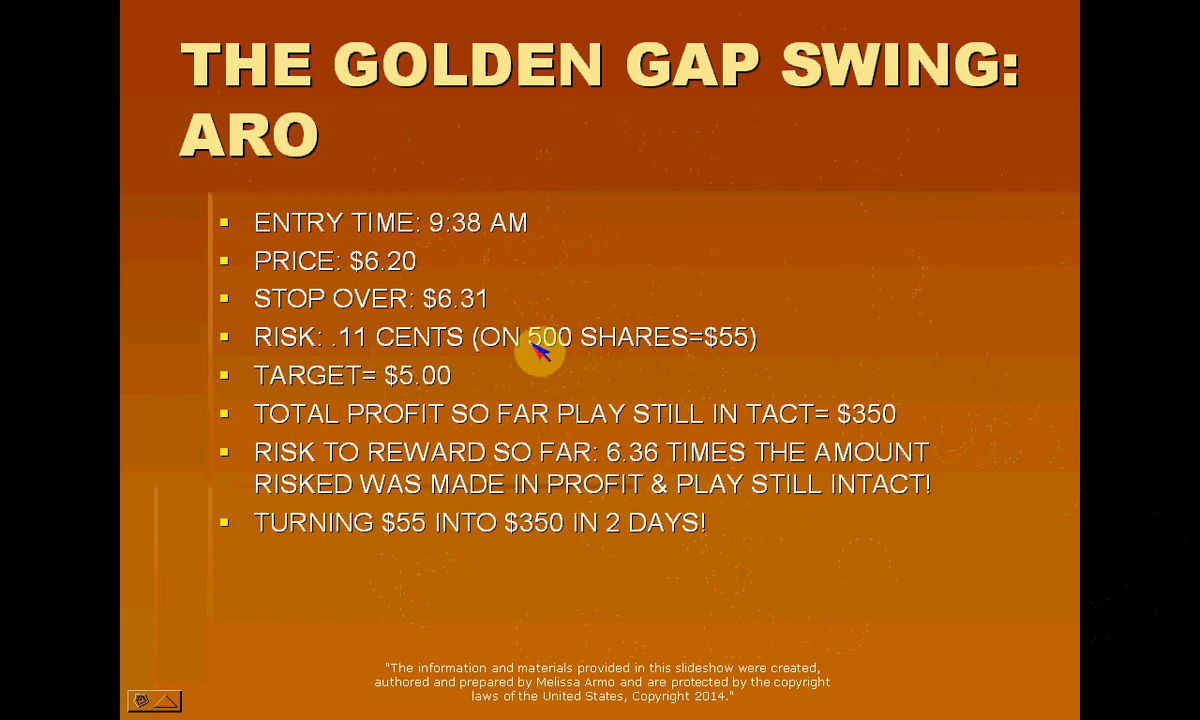 THE GOLDEN GAP SWING:
ARO
ENTRY TIME: 9:38 AM
PRICE: $6.20
STOP OVER: $6.31
RISK: .11 CENTS (ON 500 SHARES=$55)
TARGET= $5.00
TOTAL PROFIT SO FAR PLAY STILL IN TACT= $350
RISK TO REWARD SO FAR: 6.36 TIMES THE AMOUNT
RISKED WAS MADE IN PROFIT & PLAY STILL INTACT!
TURNING $55 INTO $350 IN 2 DAYS!
"The information and materials provided in this slideshow were created,
authored and prepared by Melissa Armo and are protected by the copyright
laws of the United States, Copyright 2014."